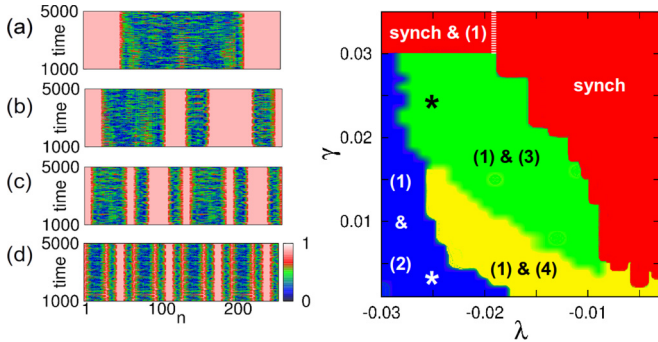 (a)
5000
time
1000
(b)
5000
time
1000
(c)
5000
time
1000
(d)
5000
time
1000
1
100
n
200
1
0
synch & (1)
synch
*
(1) & (3)
(1)
&
(2)
(1) & (4)
*
γ
0.03
0.02
0.01
-0.03
-0.02
-0.01
λ